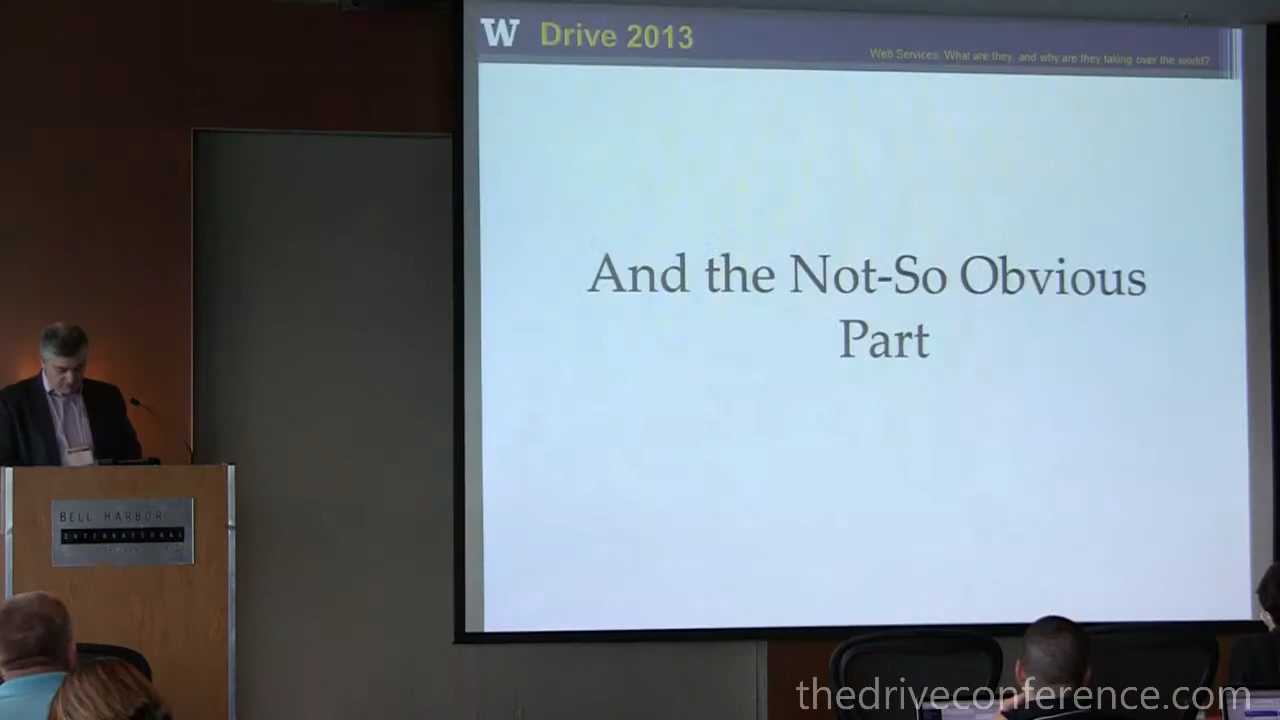 W Drive 2013
Web Services: What are they, and why are they taking over the world?
And the Not-So Obvious
Part
BELL HARBOR
INTERNATIONAL
thedriveconference.com